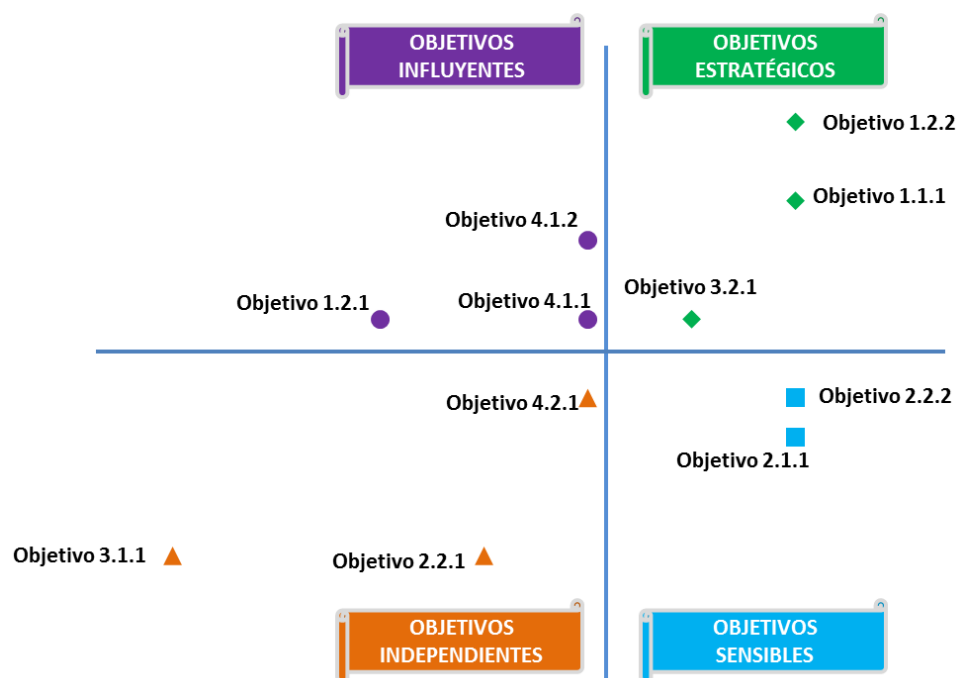 OBJETIVOS
INFLUYENTES
OBJETIVOS
ESTRATÉGICOS
Objetivo 1.2.2
Objetivo 1.1.1
Objetivo 4.1.2
Objetivo 3.2.1
Objetivo 1.2.1
Objetivo 4.1.1
Objetivo 4.2.1
Objetivo 2.2.2
Objetivo 2.1.1
Objetivo 3.1.1
Objetivo 2.2.1
OBJETIVOS
INDEPENDIENTES
OBJETIVOS
SENSIBLES